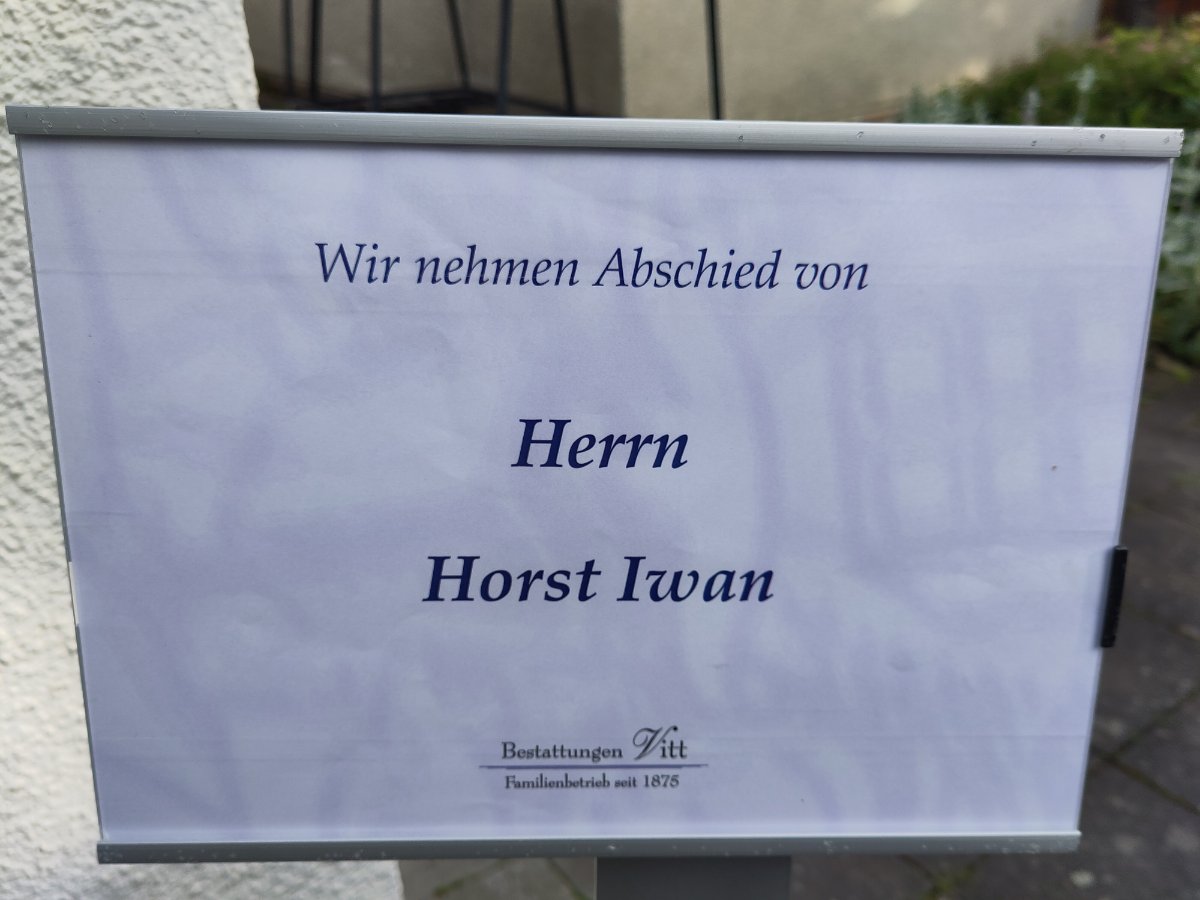 Wir nehmen Abschied von
Herrn
Horst Iwan
Bestattungen Vitt
Familienbetrieb seit 1875